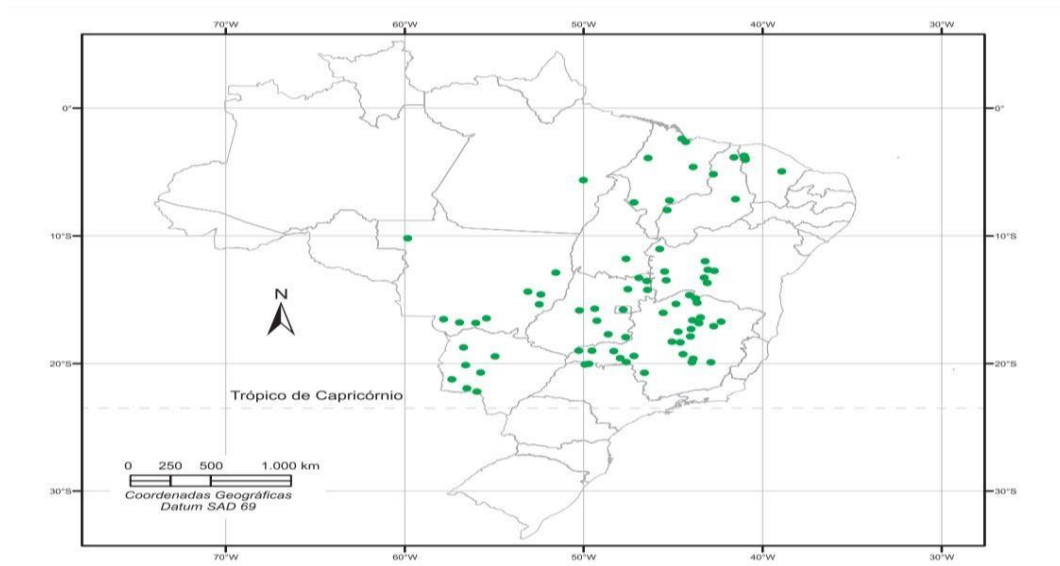 70°W 60°W 50°W 40°W 30°W
0° 0°
10°S 10°S
N
20°S 20°S
Trópico de Capricórnio
0 250 500 1.000 km
Coordenadas Geográficas
Datum SAD 69
30°S 30°S
70°W 60°W 50°W 40°W 30°W